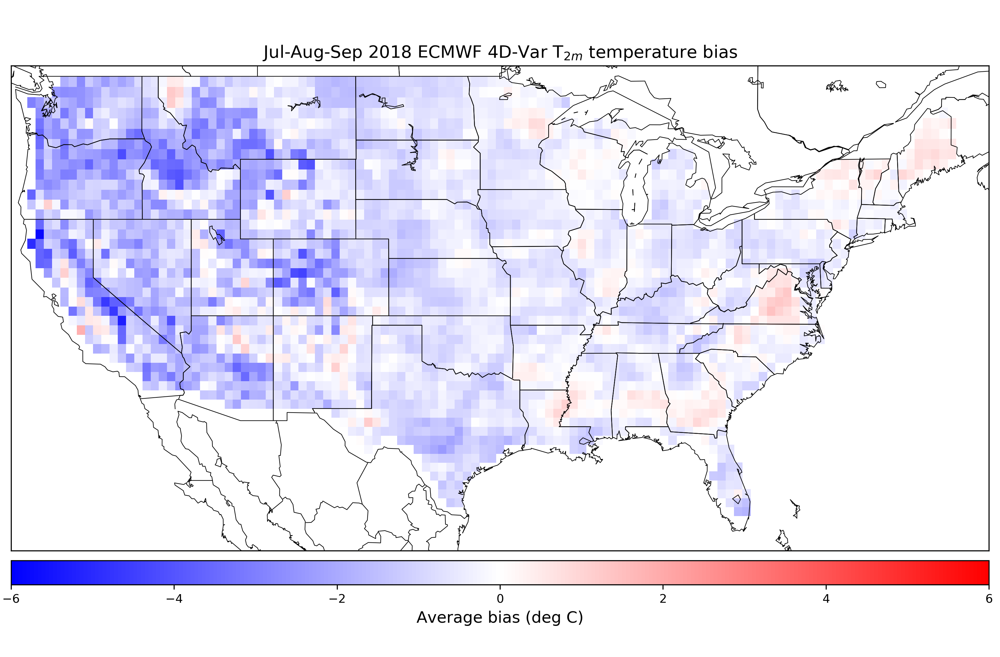 Jul-Aug-Sep 2018 ECMWF 4D-Var T₂ₘ temperature bias
−6 −4 −2 0 2 4 6
Average bias (deg C)